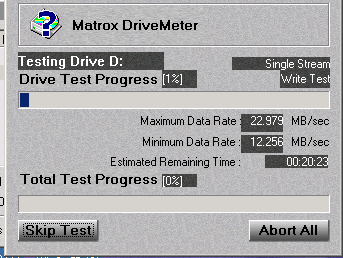 Matrox DriveMeter
Testing Drive D:
Single Stream
Drive Test Progress [1%]
Write Test
Maximum Data Rate : 22.979 MB/sec
Minimum Data Rate : 12.256 MB/sec
Estimated Remaining Time : 00:20:23
Total Test Progress [0%]
Skip Test
Abort All